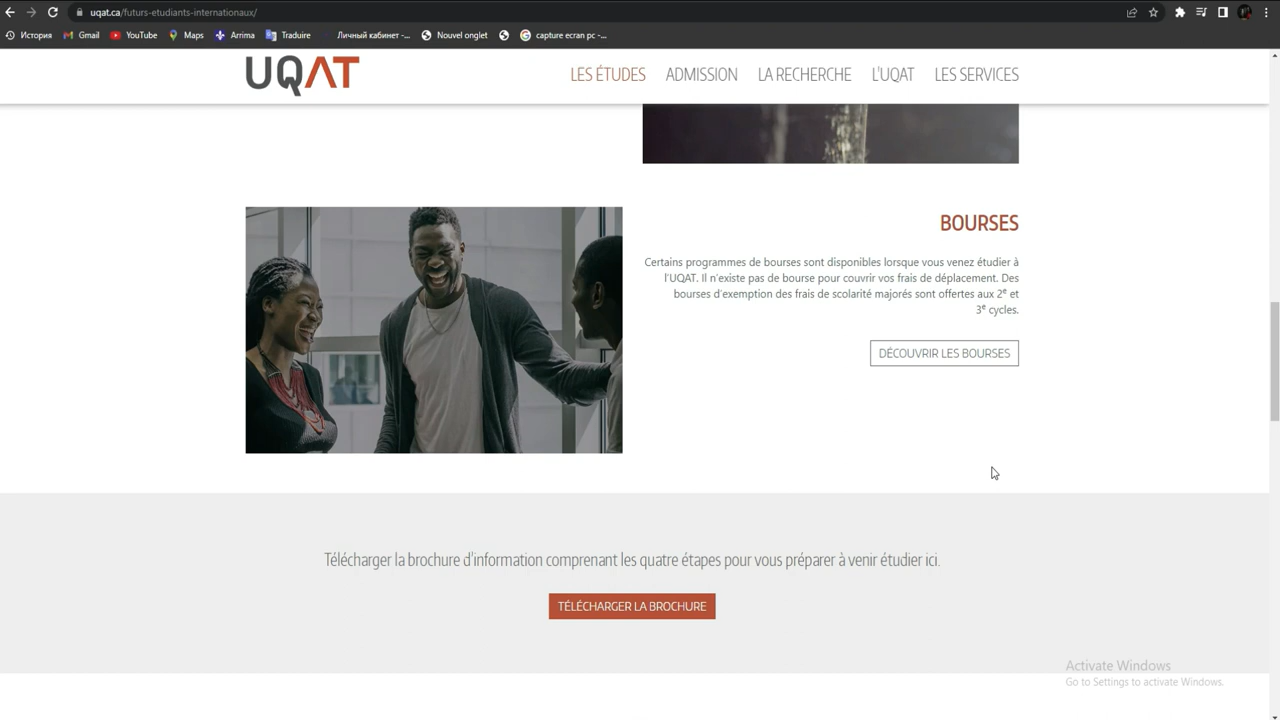 uqat.ca/futurs-etudiants-internationaux/
История Gmail YouTube Maps Arrima Traduire Личный кабинет -... Nouvel onglet capture ecran pc -...
UQAT
LES ÉTUDES ADMISSION LA RECHERCHE L'UQAT LES SERVICES
BOURSES
Certains programmes de bourses sont disponibles lorsque vous venez étudier à
l'UQAT. Il n'existe pas de bourse pour couvrir vos frais de déplacement. Des
bourses d'exemption des frais de scolarité majorés sont offertes aux 2e et
3e cycles.
DÉCOUVRIR LES BOURSES
Télécharger la brochure d'information comprenant les quatre étapes pour vous préparer à venir étudier ici.
TÉLÉCHARGER LA BROCHURE
Activate Windows
Go to Settings to activate Windows.